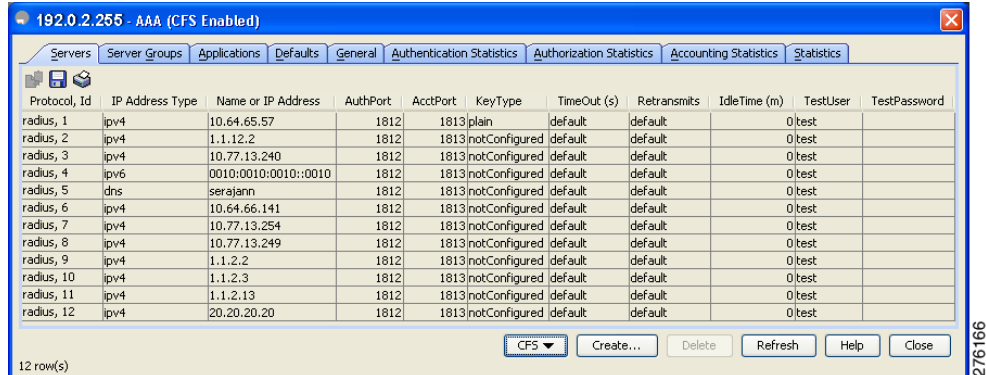 192.0.2.255 - AAA (CFS Enabled)
Servers Server Groups Applications Defaults General Authentication Statistics Authorization Statistics Accounting Statistics Statistics
Protocol, Id IP Address Type Name or IP Address AuthPort AcctPort KeyType TimeOut (s) Retransmits IdleTime (m) TestUser TestPassword
radius, 1 ipv4 10.64.65.57 1812 1813 plain default default 0 test
radius, 2 ipv4 1.1.12.2 1812 1813 notConfigured default default 0 test
radius, 3 ipv4 10.77.13.240 1812 1813 notConfigured default default 0 test
radius, 4 ipv6 0010:0010:0010::0010 1812 1813 notConfigured default default 0 test
radius, 5 dns serajann 1812 1813 notConfigured default default 0 test
radius, 6 ipv4 10.64.66.141 1812 1813 notConfigured default default 0 test
radius, 7 ipv4 10.77.13.254 1812 1813 notConfigured default default 0 test
radius, 8 ipv4 10.77.13.249 1812 1813 notConfigured default default 0 test
radius, 9 ipv4 1.1.2.2 1812 1813 notConfigured default default 0 test
radius, 10 ipv4 1.1.2.3 1812 1813 notConfigured default default 0 test
radius, 11 ipv4 1.1.2.13 1812 1813 notConfigured default default 0 test
radius, 12 ipv4 20.20.20.20 1812 1813 notConfigured default default 0 test
CFS Create... Delete Refresh Help Close
12 row(s)
276166